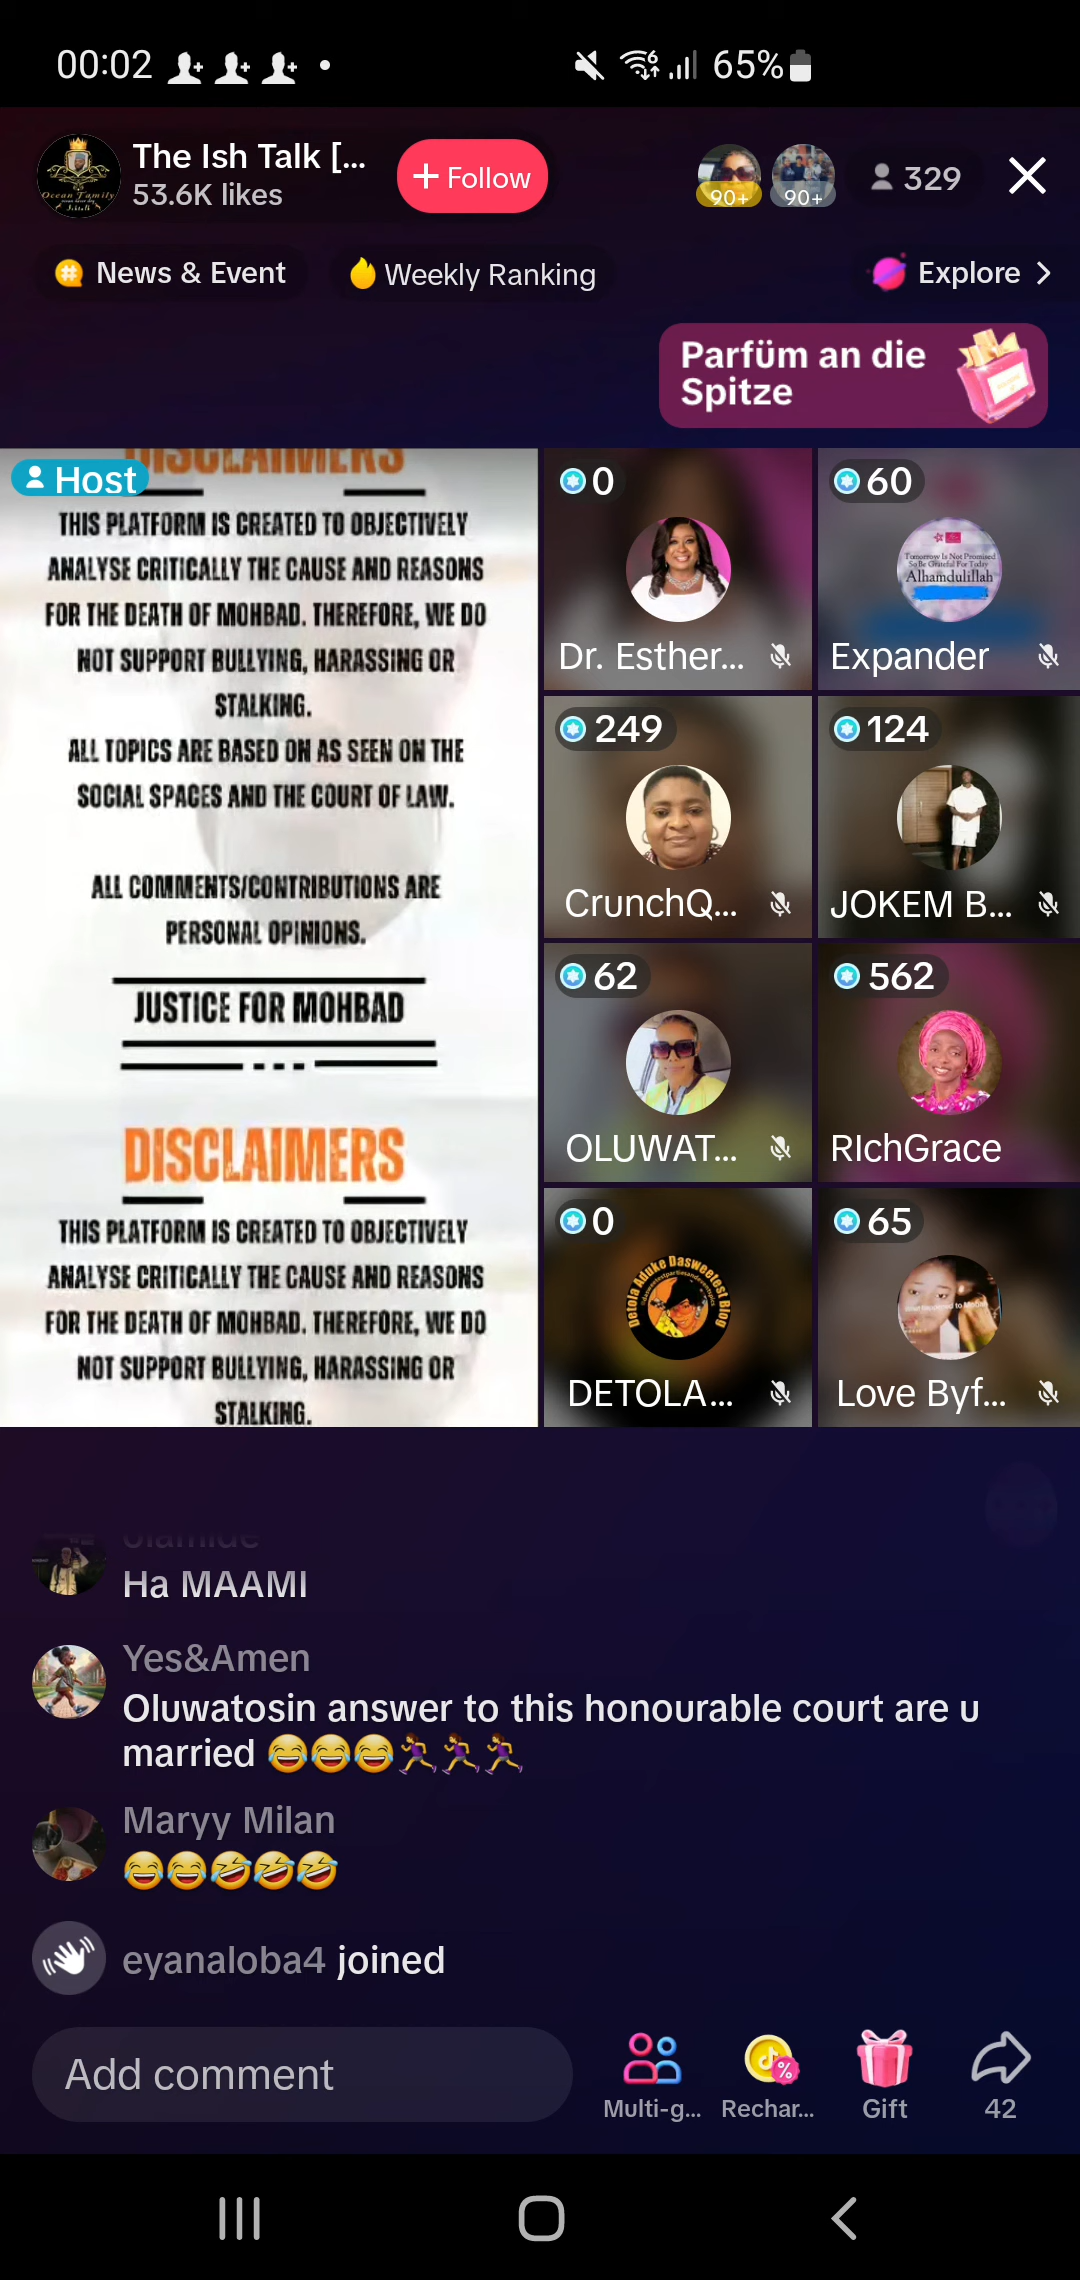 00:02
65%
The Ish Talk [...
53.6K likes
+ Follow
90+
90+
329
News & Event
Weekly Ranking
Explore
Parfüm an die
Spitze
Host
DISCLAIMERS
THIS PLATFORM IS CREATED TO OBJECTIVELY
ANALYSE CRITICALLY THE CAUSE AND REASONS
FOR THE DEATH OF MOHBAD. THEREFORE, WE DO
NOT SUPPORT BULLYING, HARASSING OR
STALKING.
ALL TOPICS ARE BASED ON AS SEEN ON THE
SOCIAL SPACES AND THE COURT OF LAW.
ALL COMMENTS/CONTRIBUTIONS ARE
PERSONAL OPINIONS.
JUSTICE FOR MOHBAD
DISCLAIMERS
THIS PLATFORM IS CREATED TO OBJECTIVELY
ANALYSE CRITICALLY THE CAUSE AND REASONS
FOR THE DEATH OF MOHBAD. THEREFORE, WE DO
NOT SUPPORT BULLYING, HARASSING OR
STALKING.
0
Dr. Esther...
60
Tomorrow Is Not Promised
So Be Grateful For Today
Alhamdulillah
Expander
249
CrunchQ...
124
JOKEM B...
62
OLUWAT...
562
RIchGrace
0
Detola Aduke Dasweetest Blog
DETOLA...
65
Love Byf...
olamide
Ha MAAMI
Yes&Amen
Oluwatosin answer to this honourable court are u
married 😂😂😂🏃‍♀️🏃‍♀️🏃‍♀️
Maryy Milan
😂😂🤣🤣🤣
eyanaloba4 joined
Add comment
Multi-g...
Rechar...
Gift
42